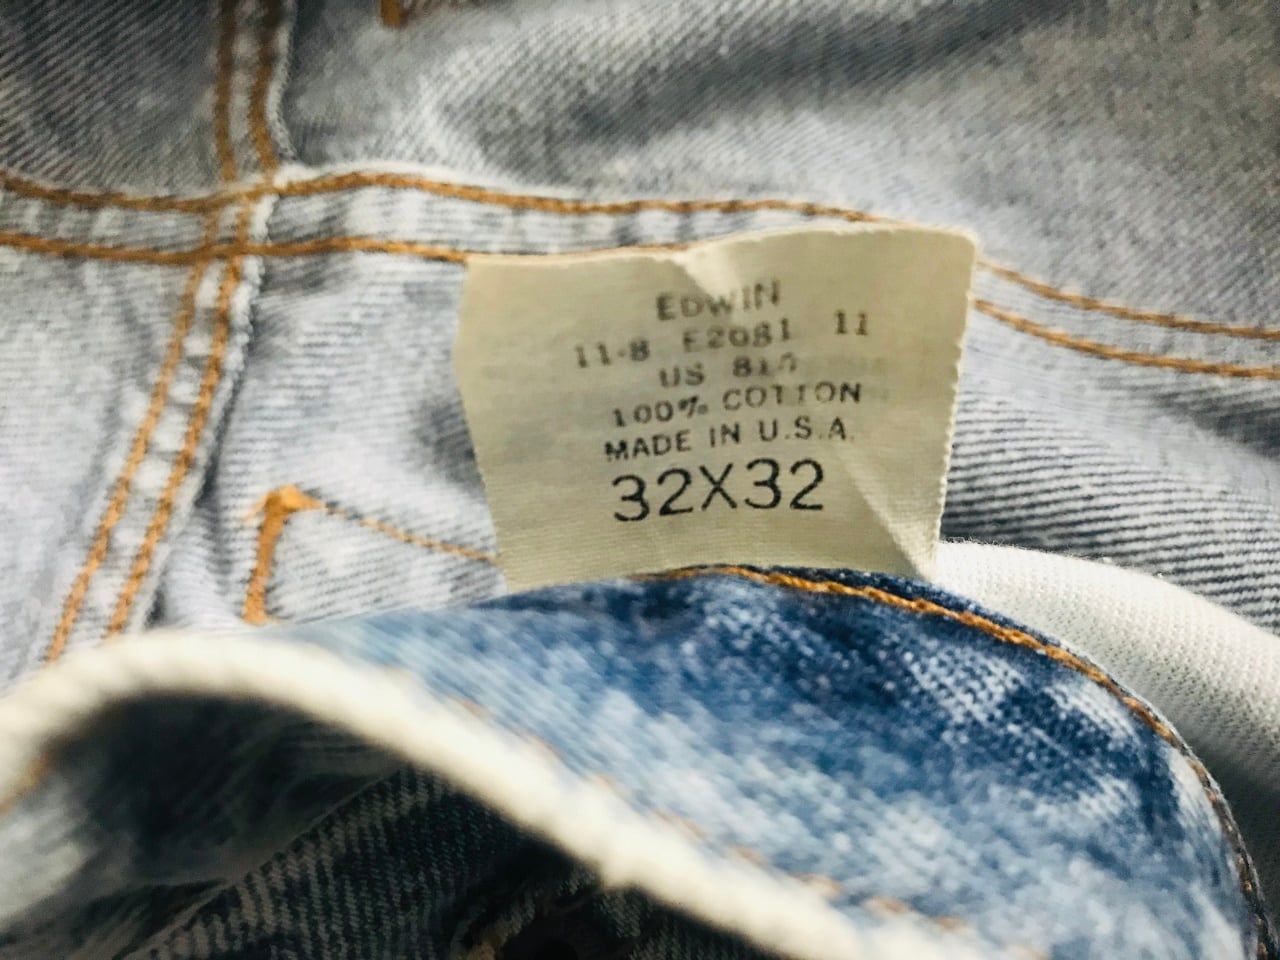 EDWIN
11-8 E2081 11
US
100% COTTON
MADE IN U.S.A.
32X32